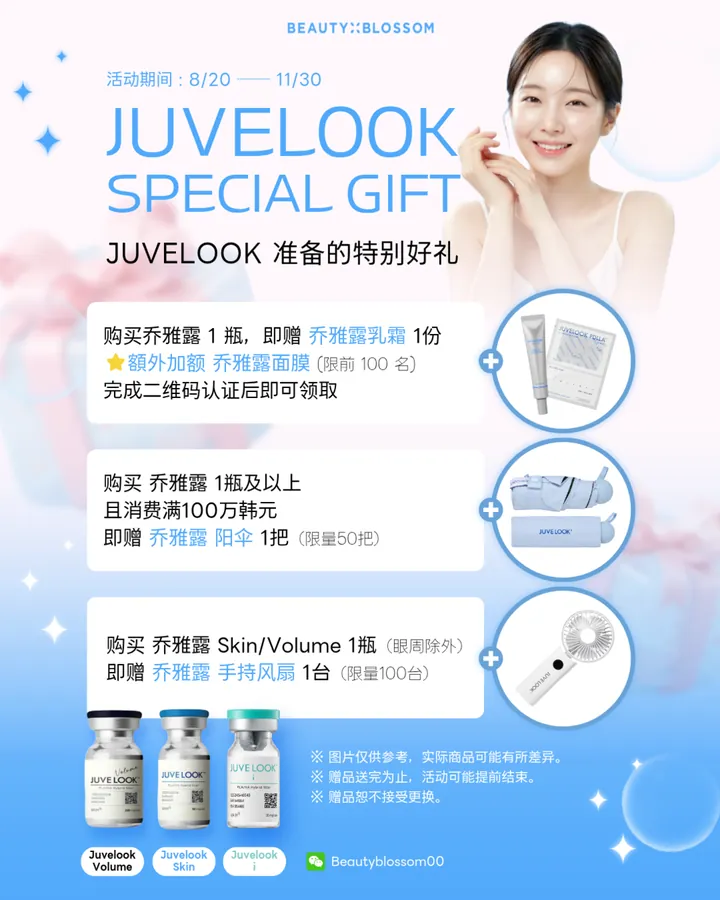 BEAUTY BLOSSOM
活动期间 : 8/20 —— 11/30
JUVELOOK
SPECIAL GIFT
JUVELOOK 准备的特别好礼
购买乔雅露 1 瓶，即赠 乔雅露乳霜 1份
⭐額外加额 乔雅露面膜 (限前 100 名)
完成二维码认证后即可领取
JUVELOOK
购买 乔雅露 1瓶及以上
且消费满100万韩元
即赠 乔雅露 阳伞 1把（限量50把）
JUVELOOK
购买 乔雅露 Skin/Volume 1瓶（眼周除外）
即赠 乔雅露 手持风扇 1台（限量100台）
JUVELOOK
Volume
JUVELOOK™
JUVELOOK™
JUVELOOK
i
※ 图片仅供参考，实际商品可能有所差异。
※ 赠品送完为止，活动可能提前结束。
※ 赠品恕不接受更换。
Juvelook
Volume
Juvelook
Skin
Juvelook
i
Beautyblossom00